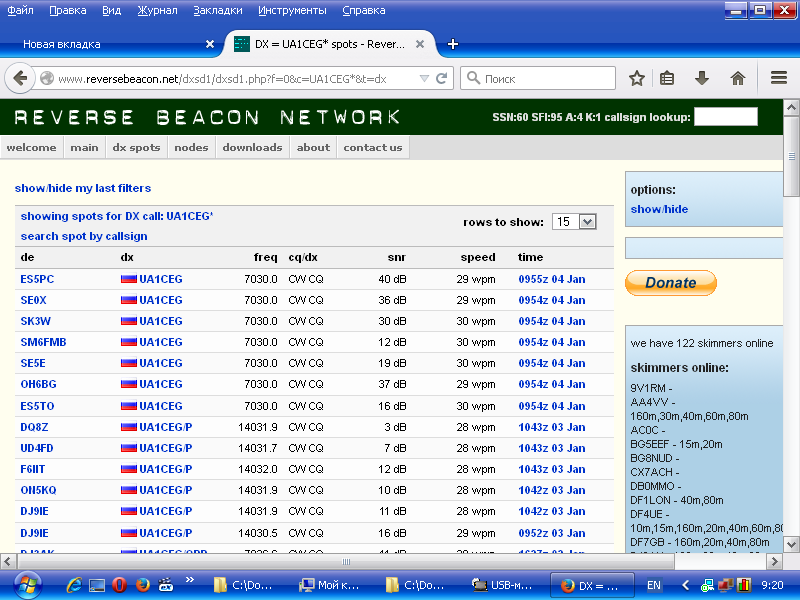 Файл Правка Вид Журнал Закладки Инструменты Справка
Новая вкладка × DX = UA1CEG* spots - Rever... × +
www.reversebeacon.net/dxsd1/dxsd1.php?f=0&c=UA1CEG*&t=dx Поиск
REVERSE BEACON NETWORK SSN:60 SFI:95 A:4 K:1 callsign lookup:
welcome main dx spots nodes downloads about contact us
show/hide my last filters
showing spots for DX call: UA1CEG*
search spot by callsign
rows to show: 15
de dx freq cq/dx snr speed time
ES5PC UA1CEG 7030.0 CW CQ 40 dB 29 wpm 0955z 04 Jan
SE0X UA1CEG 7030.0 CW CQ 36 dB 29 wpm 0954z 04 Jan
SK3W UA1CEG 7030.0 CW CQ 30 dB 30 wpm 0954z 04 Jan
SM6FMB UA1CEG 7030.0 CW CQ 12 dB 30 wpm 0954z 04 Jan
SE5E UA1CEG 7030.0 CW CQ 19 dB 30 wpm 0954z 04 Jan
OH6BG UA1CEG 7030.0 CW CQ 37 dB 29 wpm 0954z 04 Jan
ES5TO UA1CEG 7030.0 CW CQ 16 dB 30 wpm 0954z 04 Jan
DQ8Z UA1CEG/P 14031.9 CW CQ 3 dB 28 wpm 1043z 03 Jan
UD4FD UA1CEG/P 14031.7 CW CQ 7 dB 28 wpm 1043z 03 Jan
F6IIT UA1CEG/P 14032.0 CW CQ 12 dB 28 wpm 1043z 03 Jan
ON5KQ UA1CEG/P 14031.9 CW CQ 10 dB 28 wpm 1042z 03 Jan
DJ9IE UA1CEG/P 14031.9 CW CQ 11 dB 28 wpm 1042z 03 Jan
DJ9IE UA1CEG/P 14030.5 CW CQ 16 dB 29 wpm 0952z 03 Jan
options:
show/hide
Donate
we have 122 skimmers online
skimmers online:
9V1RM -
AA4VV -
160m,30m,40m,60m,80m
AC0C -
BG5EEF - 15m,20m
BG8NUD -
CX7ACH -
DB0MMO -
DF1LON - 40m,80m
DF4UE -
10m,15m,160m,20m,40m,60m,80
DF7GB - 160m,20m,40m,80m
C:\Do... Мой к... C:\Do... USB-м... DX = ... EN 9:20